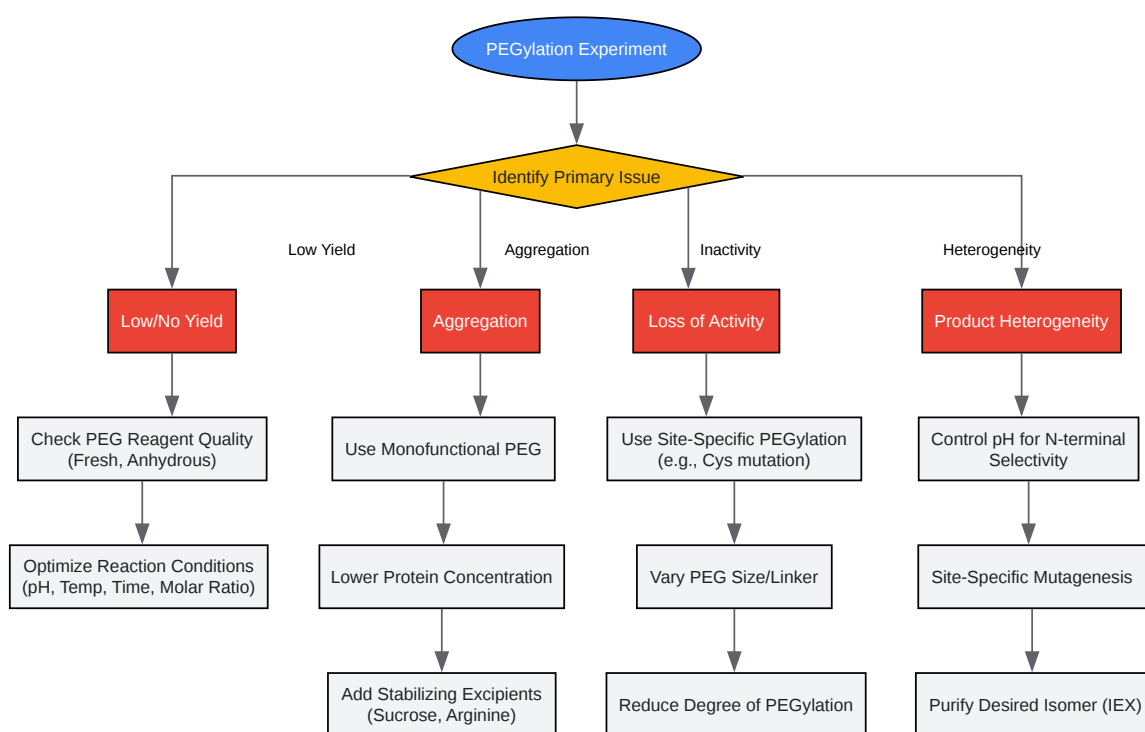 PEGylation Experiment
Identify Primary Issue
Low Yield
Aggregation
Inactivity
Heterogeneity
Low/No Yield
Aggregation
Loss of Activity
Product Heterogeneity
Check PEG Reagent Quality
(Fresh, Anhydrous)
Use Monofunctional PEG
Use Site-Specific PEGylation
(e.g., Cys mutation)
Control pH for N-terminal
Selectivity
Optimize Reaction Conditions
(pH, Temp, Time, Molar Ratio)
Lower Protein Concentration
Vary PEG Size/Linker
Site-Specific Mutagenesis
Add Stabilizing Excipients
(Sucrose, Arginine)
Reduce Degree of PEGylation
Purify Desired Isomer (IEX)